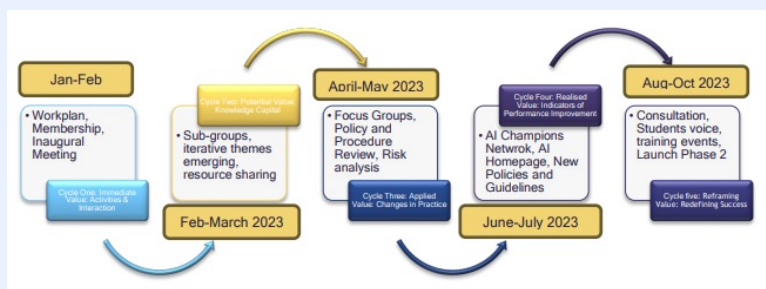 Jan-Feb
• Workplan,
Membership,
Inaugural
Meeting
Cycle One: Immediate
Value: Activities &
Interaction
Cycle Two: Potential Value:
Knowledge Capital
• Sub-groups,
iterative themes
emerging,
resource sharing
Feb-March 2023
April-May 2023
• Focus Groups,
Policy and
Procedure
Review, Risk
analysis
Cycle Three: Applied
Value: Changes in Practice
Cycle Four: Realised
Value: Indicators of
Performance Improvement
• AI Champions
Netwrok, AI
Homepage, New
Policies and
Guidelines
June-July 2023
Aug-Oct 2023
• Consultation,
Students voice,
training events,
Launch Phase 2
Cycle five: Reframing
Value: Redefining Success